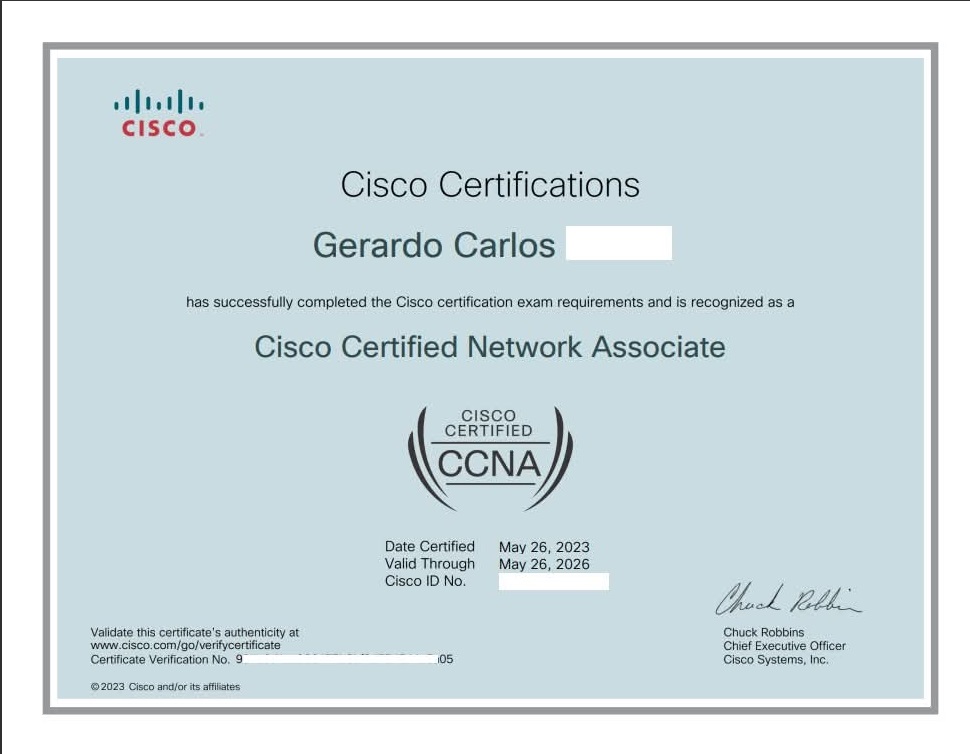 CISCO
Cisco Certifications
Gerardo Carlos
has successfully completed the Cisco certification exam requirements and is recognized as a
Cisco Certified Network Associate
CISCO
CERTIFIED
CCNA
Date Certified May 26, 2023
Valid Through May 26, 2026
Cisco ID No.
Chuck Robbins
Validate this certificate's authenticity at
www.cisco.com/go/verifycertificate
Certificate Verification No. 9 05
Chuck Robbins
Chief Executive Officer
Cisco Systems, Inc.
© 2023 Cisco and/or its affiliates